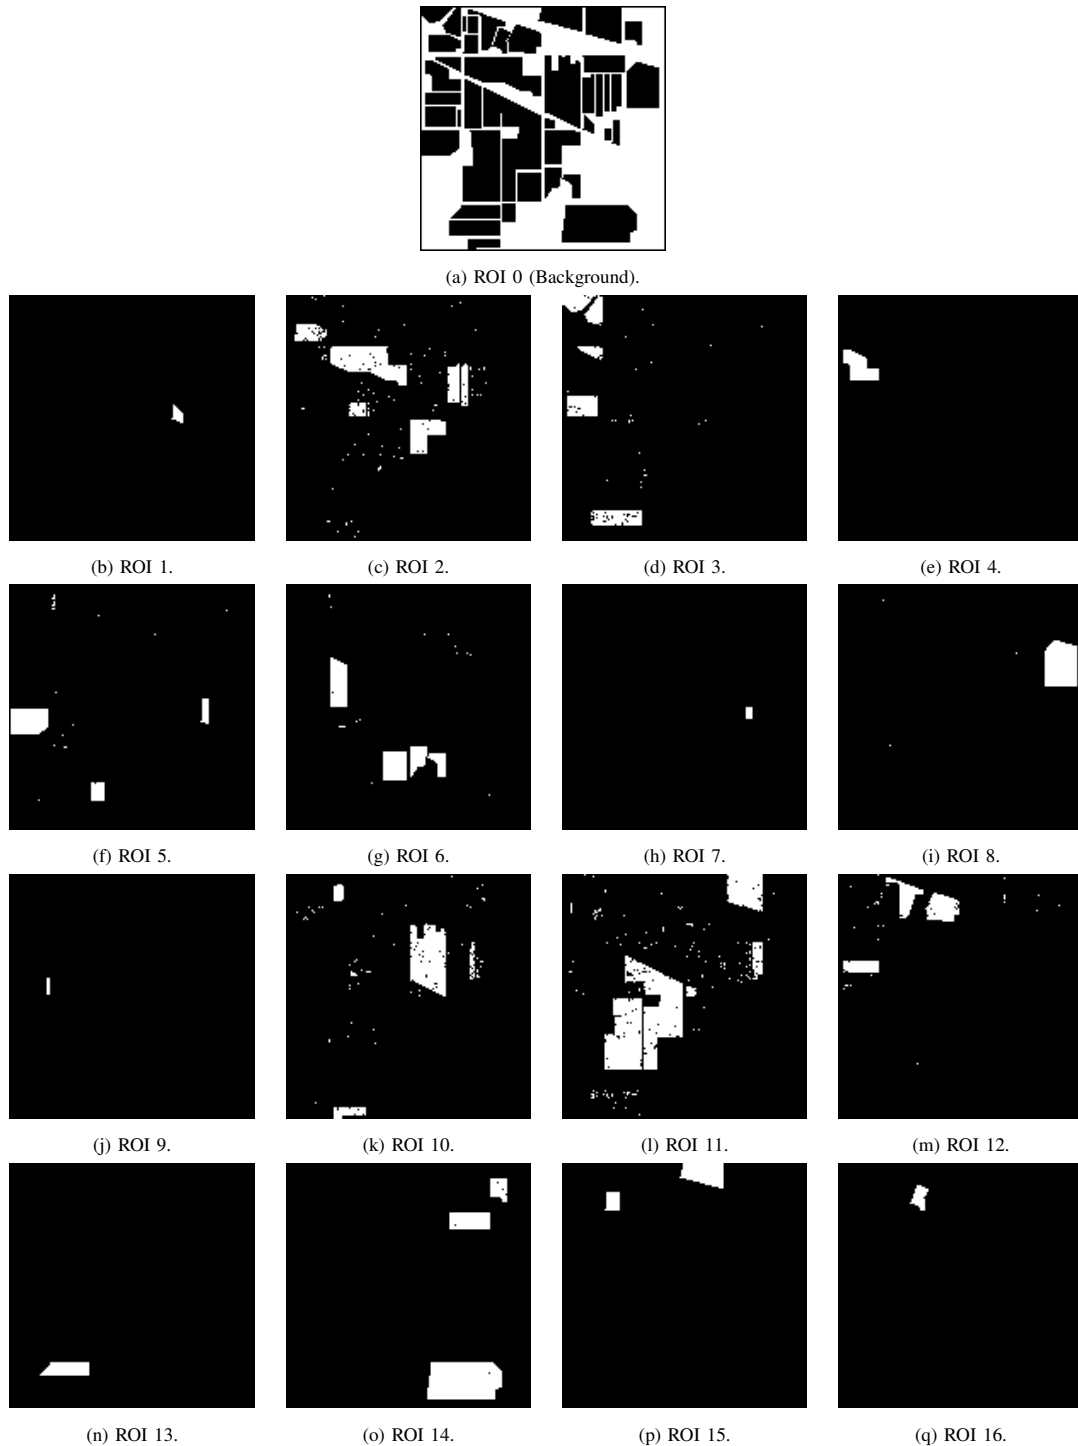 (a) ROI 0 (Background).
(b) ROI 1.
(c) ROI 2.
(d) ROI 3.
(e) ROI 4.
(f) ROI 5.
(g) ROI 6.
(h) ROI 7.
(i) ROI 8.
(j) ROI 9.
(k) ROI 10.
(l) ROI 11.
(m) ROI 12.
(n) ROI 13.
(o) ROI 14.
(p) ROI 15.
(q) ROI 16.